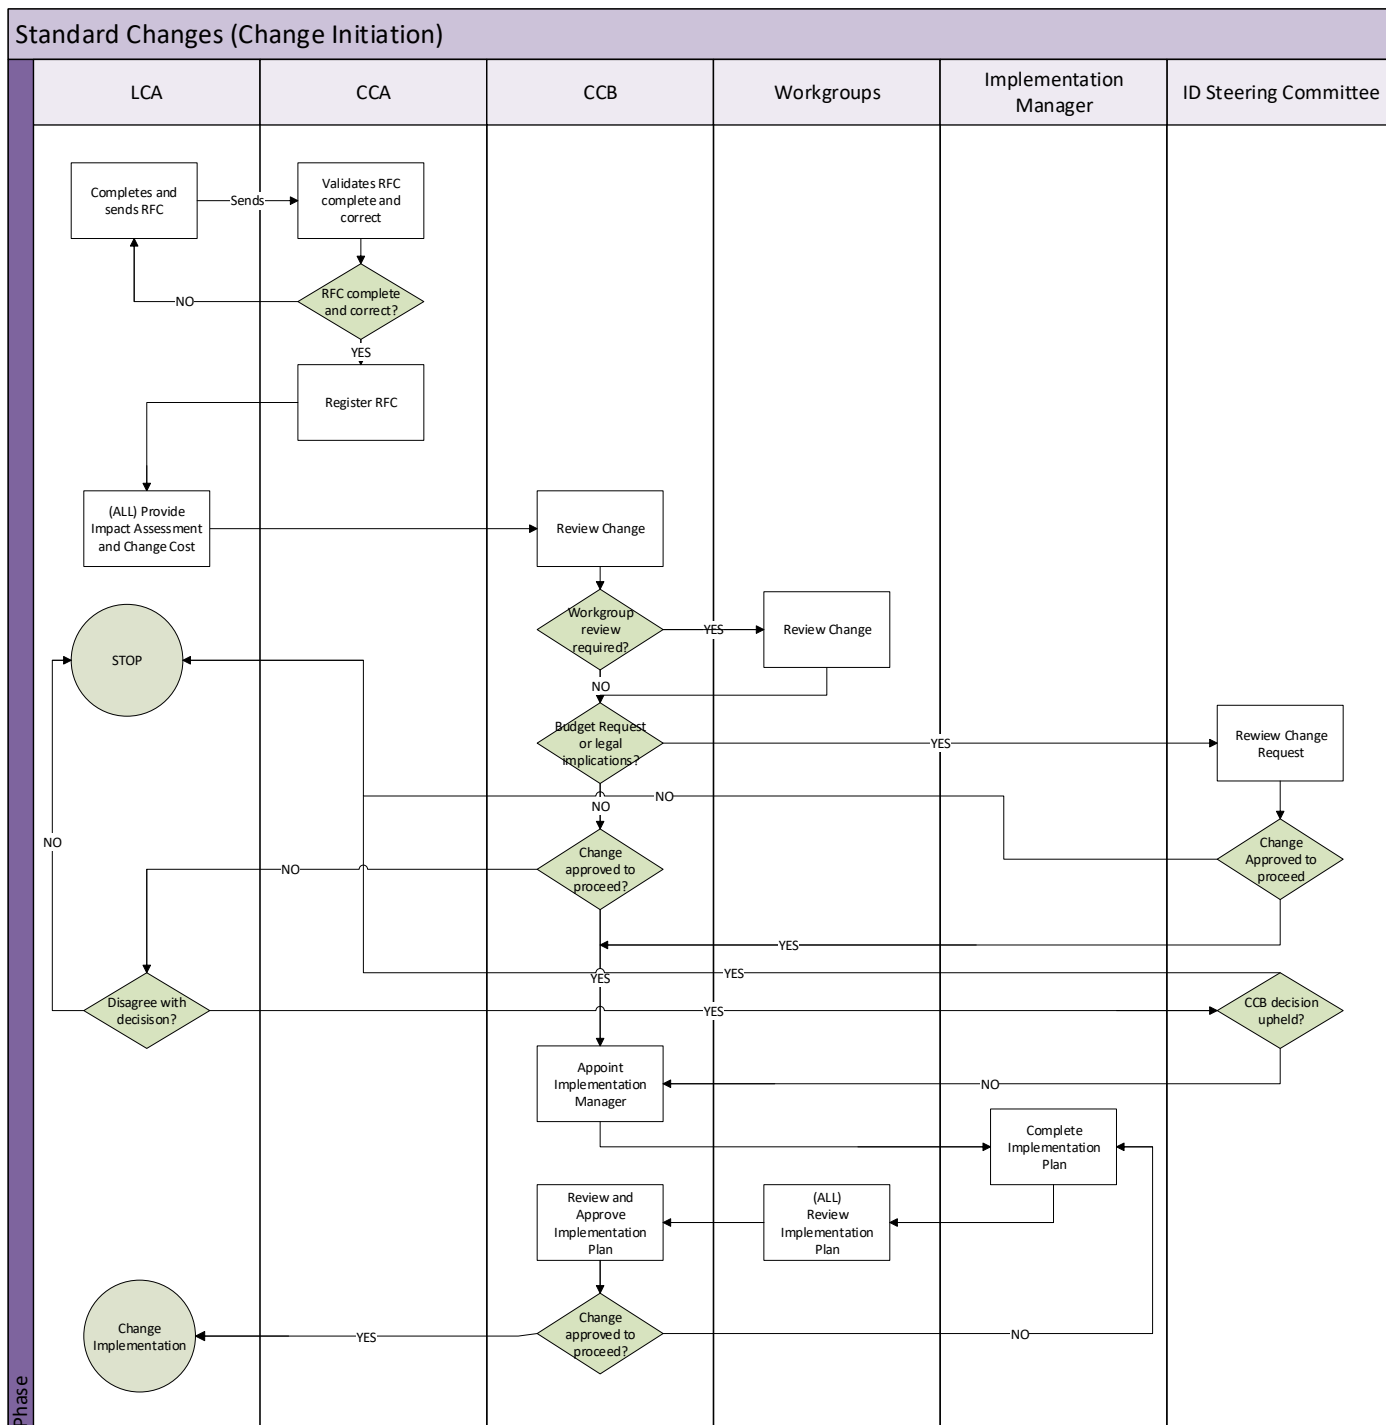 Standard Changes (Change Initiation)
LCA
CCA
CCB
Workgroups
Implementation
Manager
ID Steering Committee
Completes and
sends RFC
Sends
Validates RFC
complete and
correct
RFC complete
and correct?
NO
YES
Register RFC
(ALL) Provide
Impact Assessment
and Change Cost
Review Change
Workgroup
review
required?
YES
Review Change
STOP
NO
Budget Request
or legal
implications?
YES
Rewiew Change
Request
NO
NO
NO
Change
approved to
proceed?
NO
Change
Approved to
proceed
YES
YES
YES
Disagree with
decisison?
YES
CCB decision
upheld?
Appoint
Implementation
Manager
NO
Complete
Implementation
Plan
Review and
Approve
Implementation
Plan
(ALL)
Review
Implementation
Plan
Change
Implementation
YES
Change
approved to
proceed?
NO
Phase